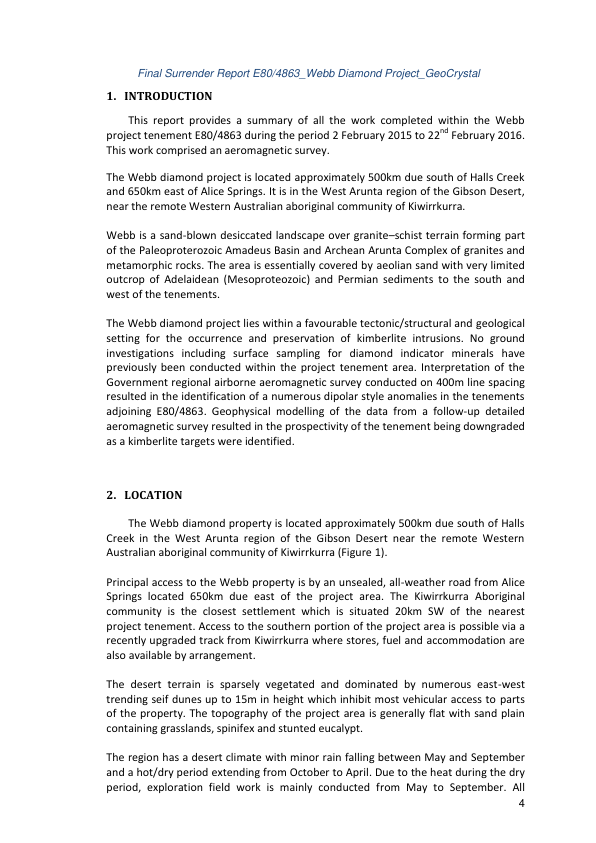 Final Surrender Report E80/4863_Webb Diamond Project_GeoCrystal
1. INTRODUCTION
This report provides a summary of all the work completed within the Webb
project tenement E80/4863 during the period 2 February 2015 to 22nd February 2016.
This work comprised an aeromagnetic survey.
The Webb diamond project is located approximately 500km due south of Halls Creek
and 650km east of Alice Springs. It is in the West Arunta region of the Gibson Desert,
near the remote Western Australian aboriginal community of Kiwirrkurra.
Webb is a sand-blown desiccated landscape over granite–schist terrain forming part
of the Paleoproterozoic Amadeus Basin and Archean Arunta Complex of granites and
metamorphic rocks. The area is essentially covered by aeolian sand with very limited
outcrop of Adelaidean (Mesoproteozoic) and Permian sediments to the south and
west of the tenements.
The Webb diamond project lies within a favourable tectonic/structural and geological
setting for the occurrence and preservation of kimberlite intrusions. No ground
investigations including surface sampling for diamond indicator minerals have
previously been conducted within the project tenement area. Interpretation of the
Government regional airborne aeromagnetic survey conducted on 400m line spacing
resulted in the identification of a numerous dipolar style anomalies in the tenements
adjoining E80/4863. Geophysical modelling of the data from a follow-up detailed
aeromagnetic survey resulted in the prospectivity of the tenement being downgraded
as a kimberlite targets were identified.
2. LOCATION
The Webb diamond property is located approximately 500km due south of Halls
Creek in the West Arunta region of the Gibson Desert near the remote Western
Australian aboriginal community of Kiwirrkurra (Figure 1).
Principal access to the Webb property is by an unsealed, all-weather road from Alice
Springs located 650km due east of the project area. The Kiwirrkurra Aboriginal
community is the closest settlement which is situated 20km SW of the nearest
project tenement. Access to the southern portion of the project area is possible via a
recently upgraded track from Kiwirrkurra where stores, fuel and accommodation are
also available by arrangement.
The desert terrain is sparsely vegetated and dominated by numerous east-west
trending seif dunes up to 15m in height which inhibit most vehicular access to parts
of the property. The topography of the project area is generally flat with sand plain
containing grasslands, spinifex and stunted eucalypt.
The region has a desert climate with minor rain falling between May and September
and a hot/dry period extending from October to April. Due to the heat during the dry
period, exploration field work is mainly conducted from May to September. All
4